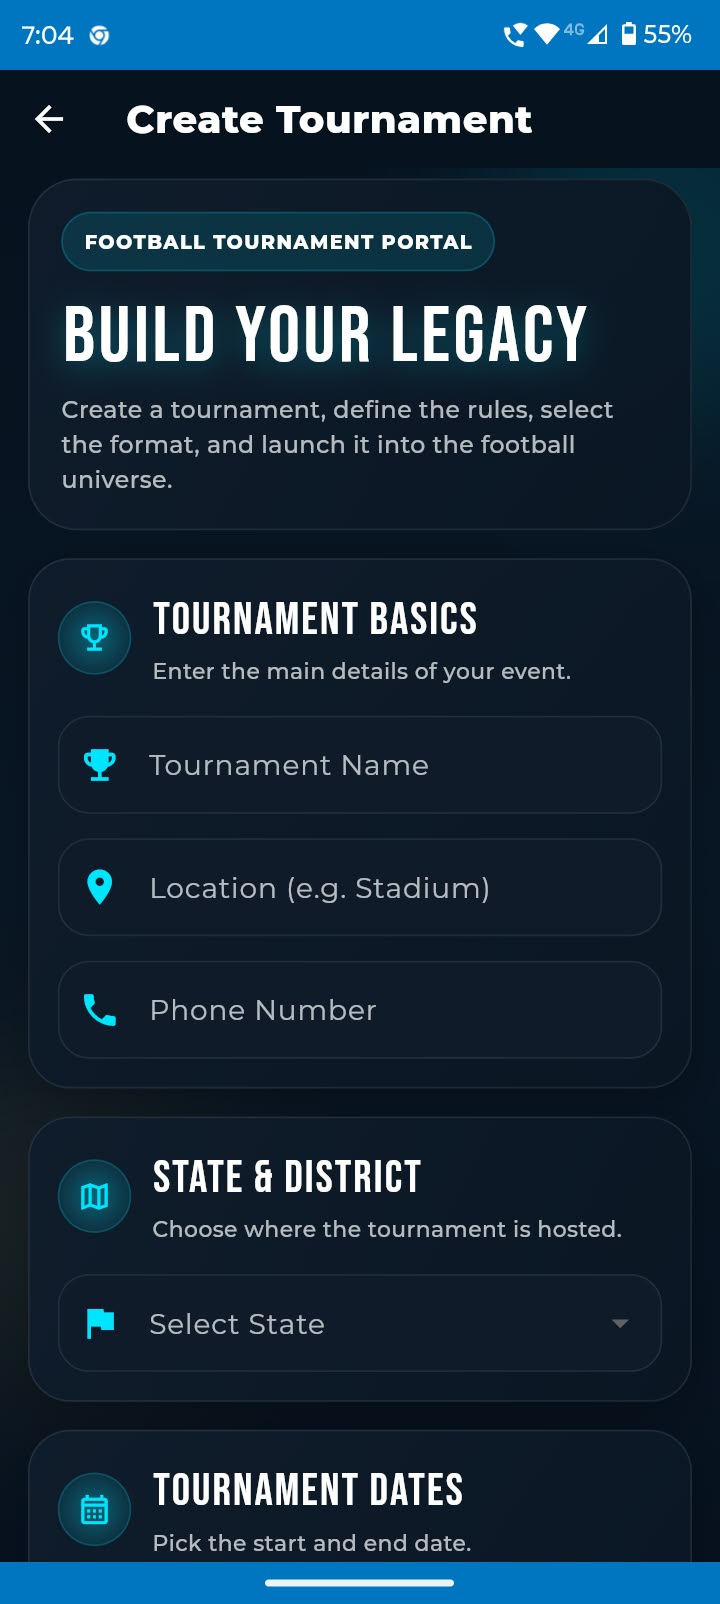 7:04
4G
55%
Create Tournament
FOOTBALL TOURNAMENT PORTAL
BUILD YOUR LEGACY
Create a tournament, define the rules, select
the format, and launch it into the football
universe.
TOURNAMENT BASICS
Enter the main details of your event.
Tournament Name
Location (e.g. Stadium)
Phone Number
STATE & DISTRICT
Choose where the tournament is hosted.
Select State
TOURNAMENT DATES
Pick the start and end date.